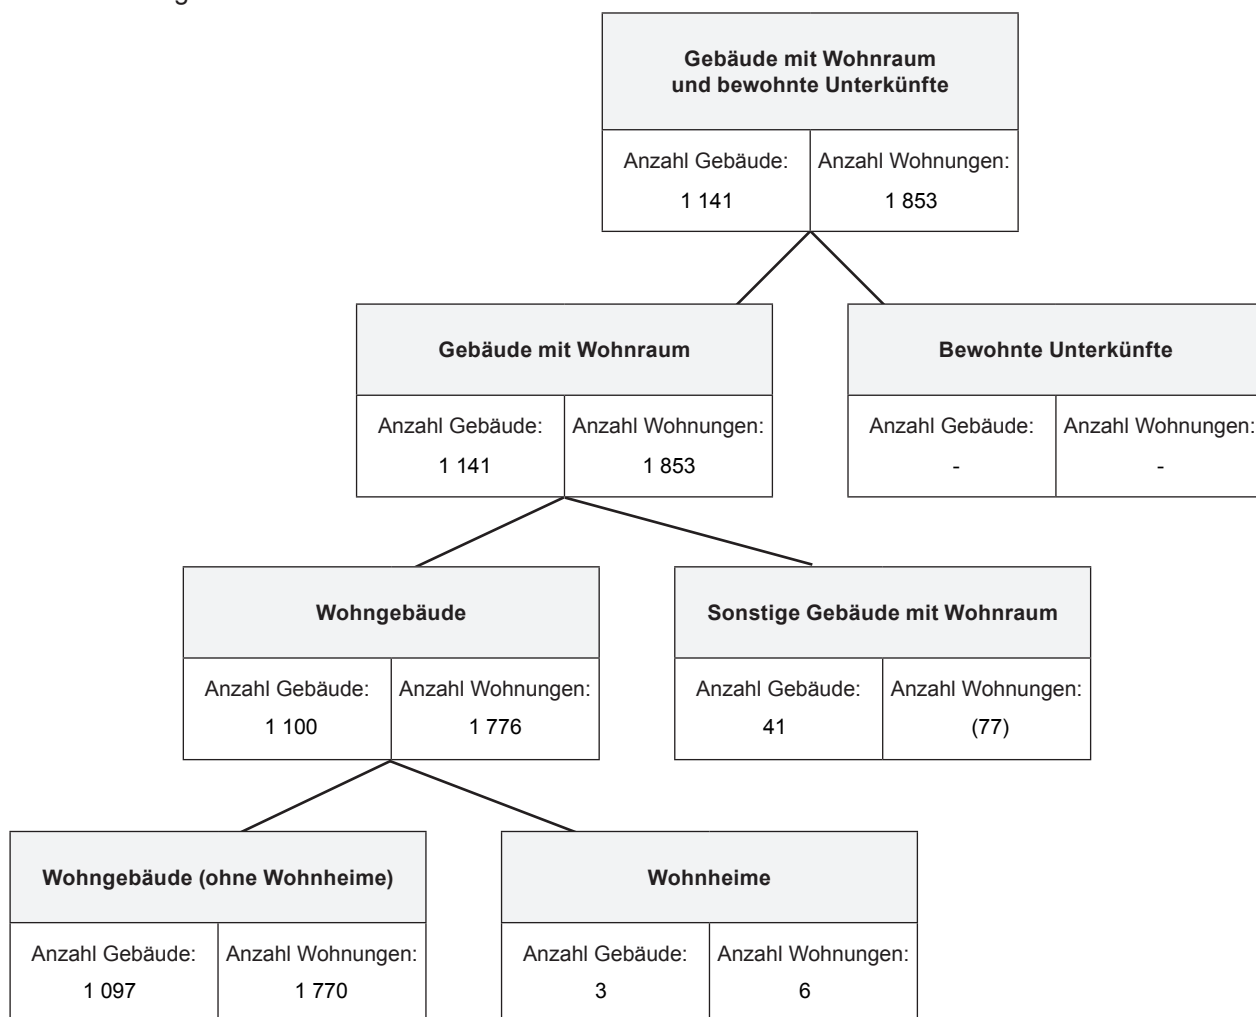 Gebäude mit Wohnraum
und bewohnte Unterkünfte
Anzahl Gebäude: Anzahl Wohnungen:
1 141 1 853
Gebäude mit Wohnraum
Anzahl Gebäude: Anzahl Wohnungen:
1 141 1 853
Bewohnte Unterkünfte
Anzahl Gebäude: Anzahl Wohnungen:
- -
Wohngebäude
Anzahl Gebäude: Anzahl Wohnungen:
1 100 1 776
Sonstige Gebäude mit Wohnraum
Anzahl Gebäude: Anzahl Wohnungen:
41 (77)
Wohngebäude (ohne Wohnheime)
Anzahl Gebäude: Anzahl Wohnungen:
1 097 1 770
Wohnheime
Anzahl Gebäude: Anzahl Wohnungen:
3 6